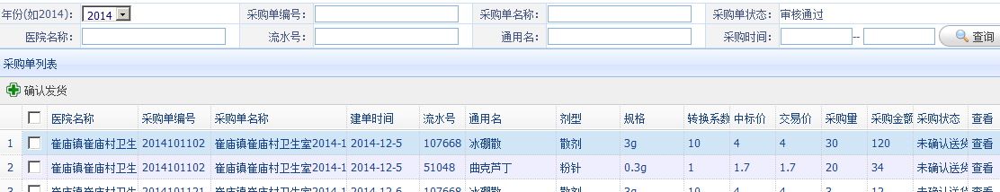 年份(如2014): 2014 采购单编号: 采购单名称: 采购单状态: 审核通过
医院名称: 流水号: 通用名: 采购时间: -- 查询
采购单列表
确认发货
医院名称 采购单编号 采购单名称 建单时间 流水号 通用名 剂型 规格 转换系数 中标价 交易价 采购量 采购金额 采购状态 查看
1 崔庙镇崔庙村卫生 2014101102 崔庙镇崔庙村卫生室2014-1 2014-12-5 107668 冰硼散 散剂 3g 10 4 4 30 120 未确认送货 查看
2 崔庙镇崔庙村卫生 2014101102 崔庙镇崔庙村卫生室2014-1 2014-12-5 51048 曲克芦丁 粉针 0.3g 1 1.7 1.7 20 34 未确认送货 查看
3 崔庙镇崔庙村卫生 2014101121 崔庙镇崔庙村卫生室2014-1 2014-12-6 107668 冰硼散 散剂 3g 10 4 4 3 12 未确认送货 查看